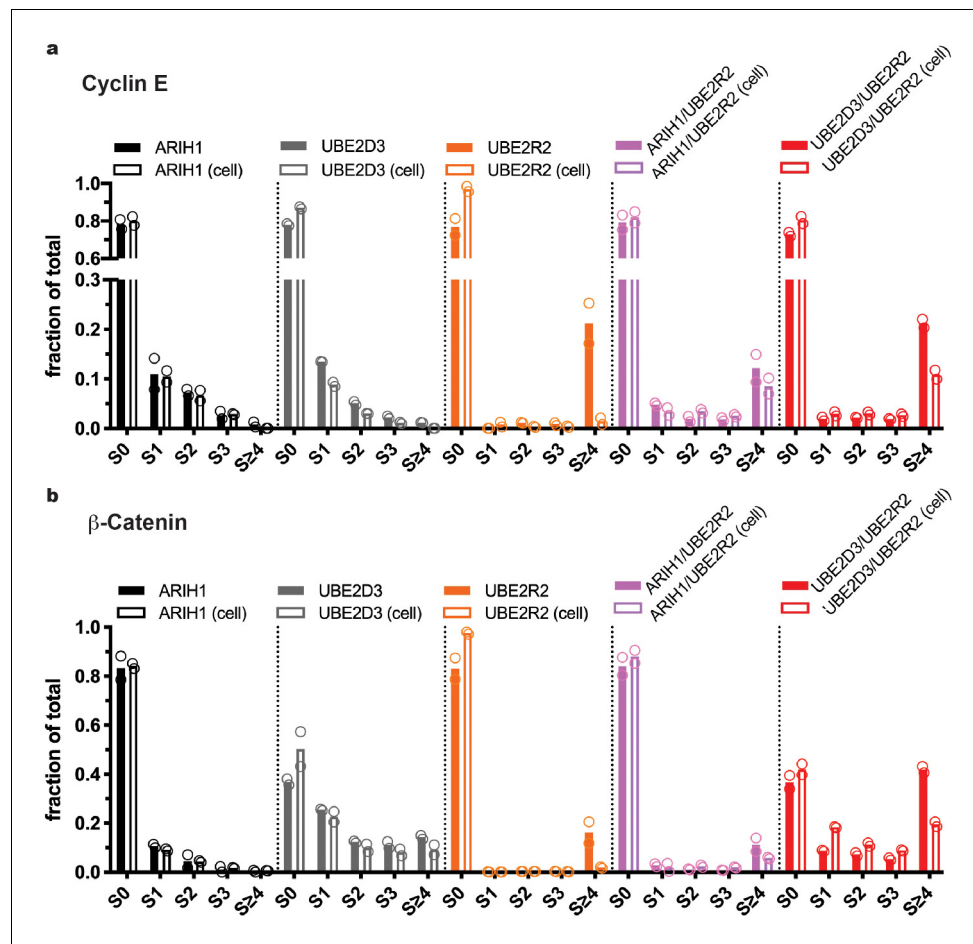 a
Cyclin E
ARIH1 UBE2D3 UBE2R2 ARIH1/UBE2R2 UBE2D3/UBE2R2
ARIH1 (cell) UBE2D3 (cell) UBE2R2 (cell) ARIH1/UBE2R2 (cell) UBE2D3/UBE2R2 (cell)
fraction of total
1.0
0.8
0.6
0.3
0.2
0.1
0.0
S0 S1 S2 S3 S≥4 S0 S1 S2 S3 S≥4 S0 S1 S2 S3 S≥4 S0 S1 S2 S3 S≥4 S0 S1 S2 S3 S≥4
b
β-Catenin
ARIH1 UBE2D3 UBE2R2 ARIH1/UBE2R2 UBE2D3/UBE2R2
ARIH1 (cell) UBE2D3 (cell) UBE2R2 (cell) ARIH1/UBE2R2 (cell) UBE2D3/UBE2R2 (cell)
fraction of total
1.0
0.8
0.6
0.4
0.2
0.0
S0 S1 S2 S3 S≥4 S0 S1 S2 S3 S≥4 S0 S1 S2 S3 S≥4 S0 S1 S2 S3 S≥4 S0 S1 S2 S3 S≥4